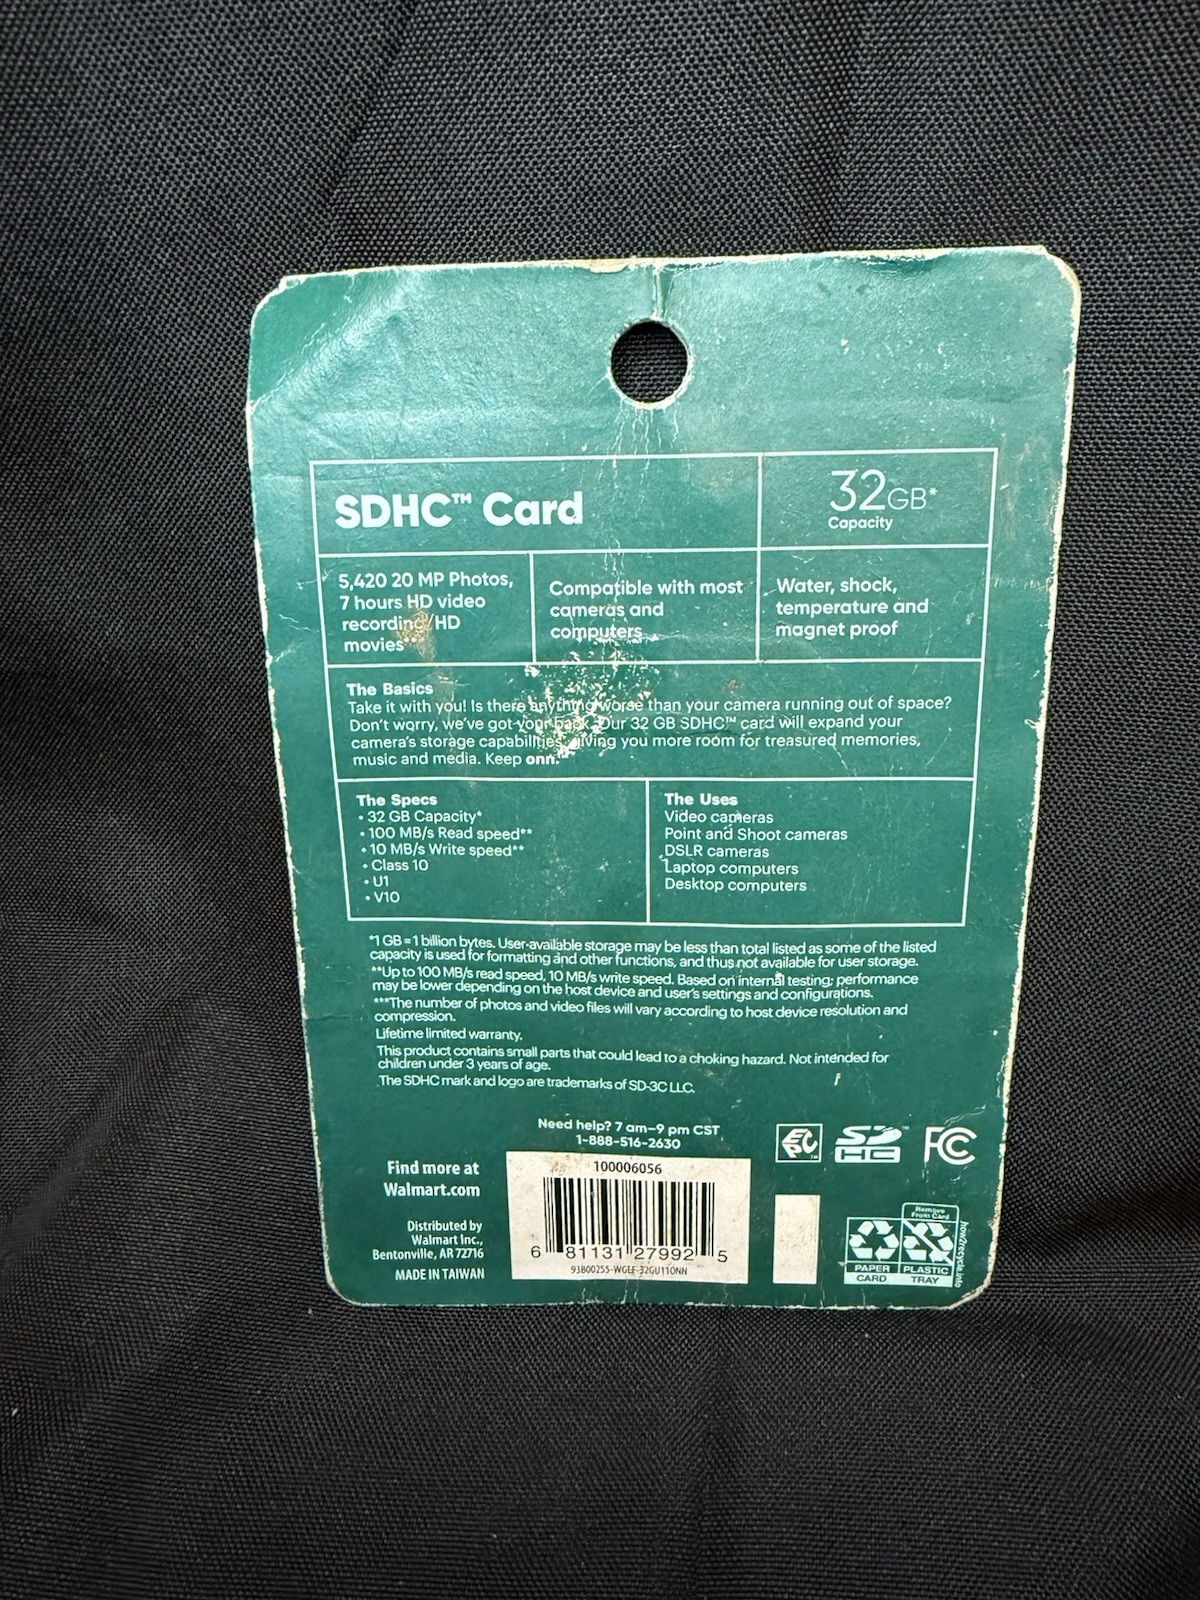 SDHC™ Card
32GB*
Capacity
5,420 20 MP Photos,
7 hours HD video
recording/HD
movies***
Compatible with most
cameras and
computers
Water, shock,
temperature and
magnet proof
The Basics
Take it with you! Is there anything worse than your camera running out of space?
Don't worry, we've got your back. Our 32 GB SDHC™ card will expand your
camera's storage capabilities, giving you more room for treasured memories,
music and media. Keep onn.™
The Specs
• 32 GB Capacity*
• 100 MB/s Read speed**
• 10 MB/s Write speed**
• Class 10
• U1
• V10
The Uses
Video cameras
Point and Shoot cameras
DSLR cameras
Laptop computers
Desktop computers
*1 GB = 1 billion bytes. User-available storage may be less than total listed as some of the listed
capacity is used for formatting and other functions, and thus not available for user storage.
**Up to 100 MB/s read speed, 10 MB/s write speed. Based on internal testing; performance
may be lower depending on the host device and user's settings and configurations.
***The number of photos and video files will vary according to host device resolution and
compression.
Lifetime limited warranty.
This product contains small parts that could lead to a choking hazard. Not intended for
children under 3 years of age.
The SDHC mark and logo are trademarks of SD-3C LLC.
Need help? 7 am–9 pm CST
1-888-516-2630
Find more at
Walmart.com
Distributed by
Walmart Inc.,
Bentonville, AR 72716
MADE IN TAIWAN
100006056
6 81131 27992 5
93B00255-WGEF-32GU110NN
SD
HC
FC
Remove
From Card
PAPER
CARD
PLASTIC
TRAY
how2recycle.info